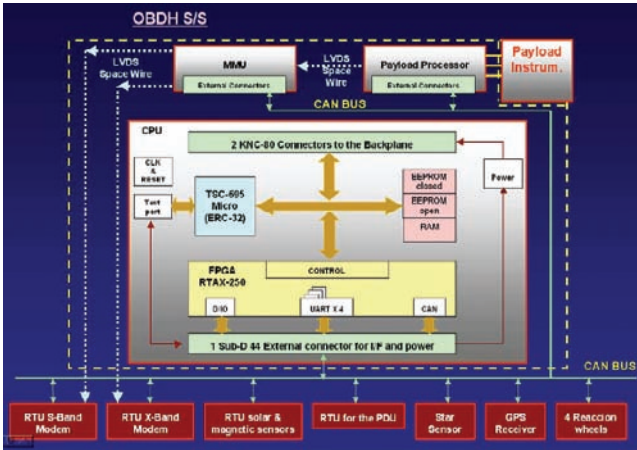 OBDH S/S
LVDS
Space Wire
MMU
External Connectors
LVDS
Space
Wire
Payload Processor
External Connectors
Payload
Instrum.
CAN BUS
CPU
2 KNC-80 Connectors to the Backplane
CLK
&
RESET
Test
port
TSC-695
Micro
(ERC-32)
EEPROM
closed
EEPROM
open
RAM
Power
FPGA
RTAX-250
CONTROL
DIO
UART X 4
CAN
1 Sub-D 44 External connector for I/F and power
CAN BUS
RTU S-Band
Modem
RTU X-Band
Modem
RTU solar &
magnetic sensors
RTU for the PDU
Star
Sensor
GPS
Receiver
4 Reaccion
wheels